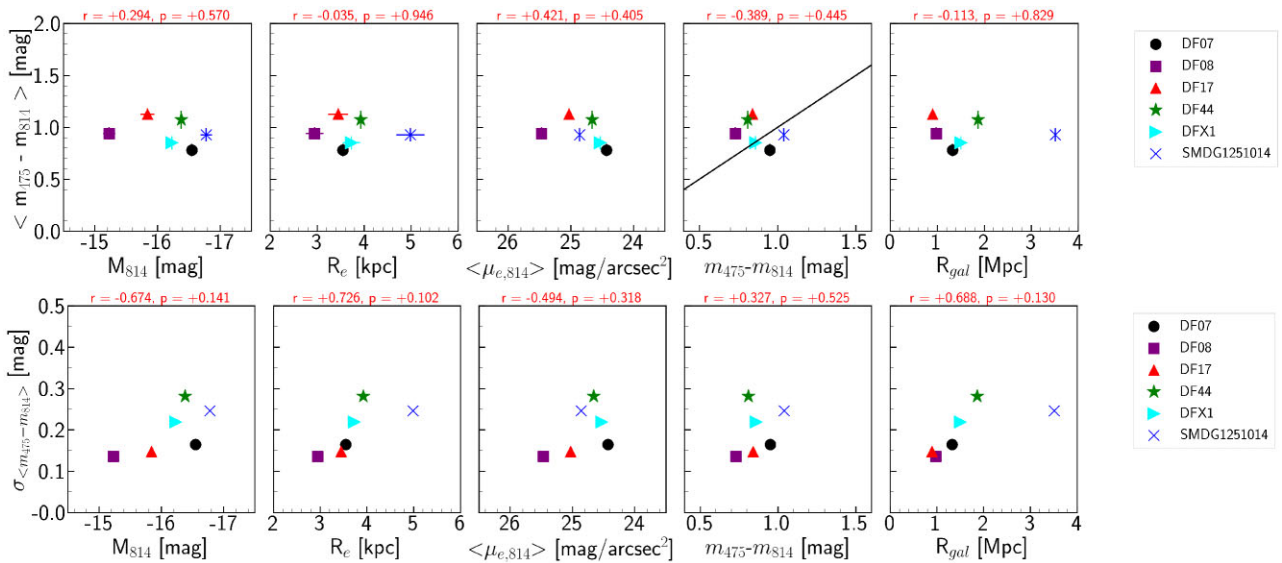 r = +0.294, p = +0.570
r = -0.035, p = +0.946
r = +0.421, p = +0.405
r = -0.389, p = +0.445
r = -0.113, p = +0.829
< m₄₇₅ - m₈₁₄ > [mag]
2.0
1.5
1.0
0.5
0.0
-15 -16 -17
2 3 4 5 6
26 25 24
0.5 1.0 1.5
0 1 2 3 4
M₈₁₄ [mag]
Rₑ [kpc]
<μₑ,₈₁₄> [mag/arcsec²]
m₄₇₅-m₈₁₄ [mag]
R_gal [Mpc]
DF07
DF08
DF17
DF44
DFX1
SMDG1251014
r = -0.674, p = +0.141
r = +0.726, p = +0.102
r = -0.494, p = +0.318
r = +0.327, p = +0.525
r = +0.688, p = +0.130
σ_<m₄₇₅-m₈₁₄> [mag]
0.5
0.4
0.3
0.2
0.1
0.0
-15 -16 -17
2 3 4 5 6
26 25 24
0.5 1.0 1.5
0 1 2 3 4
M₈₁₄ [mag]
Rₑ [kpc]
<μₑ,₈₁₄> [mag/arcsec²]
m₄₇₅-m₈₁₄ [mag]
R_gal [Mpc]
DF07
DF08
DF17
DF44
DFX1
SMDG1251014